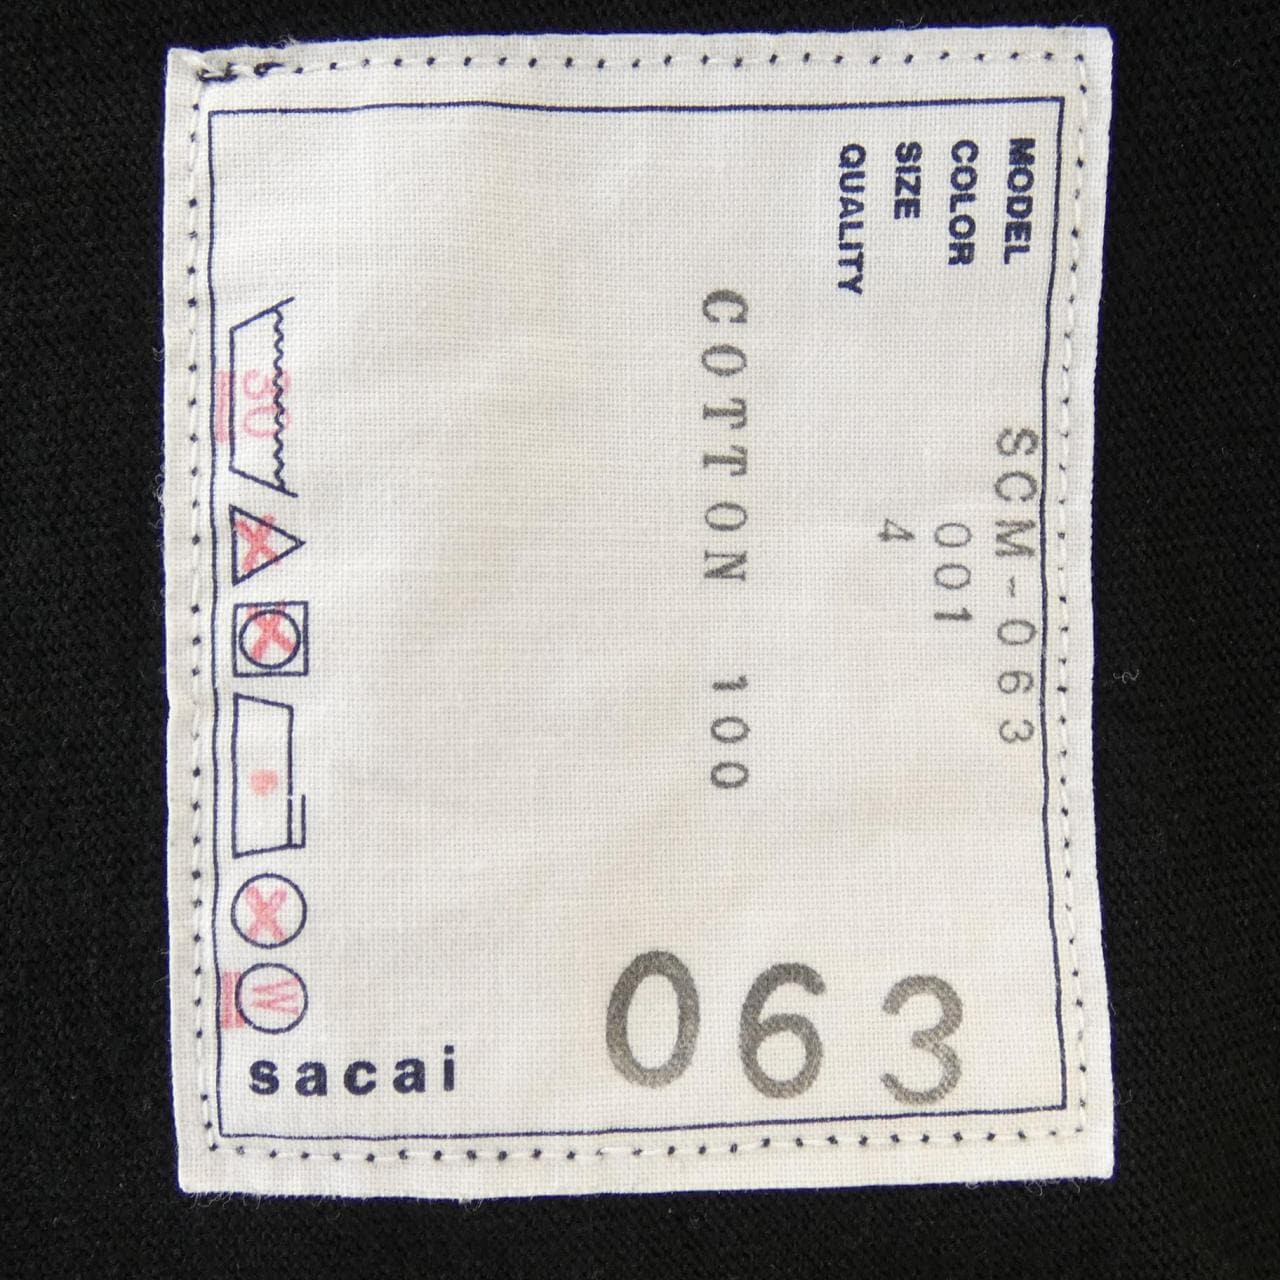 MODEL SCM-063
COLOR 001
SIZE 4
QUALITY
COTTON 100
30
W
063
sacai